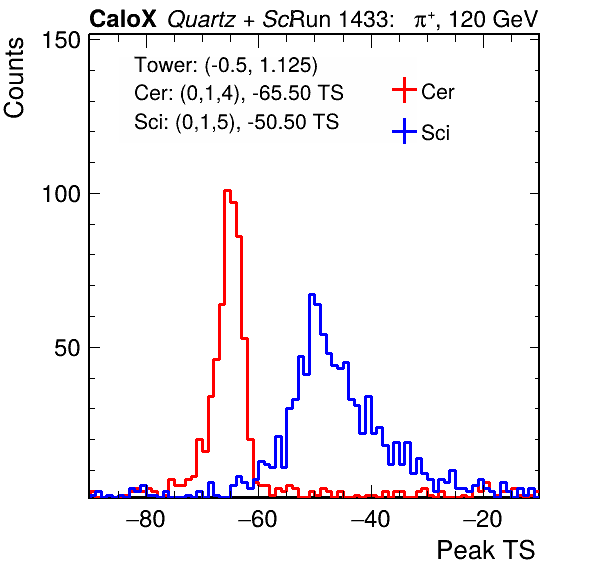 CaloX Quartz + ScRun 1433: π⁺, 120 GeV
Counts
150
Tower: (-0.5, 1.125)
Cer: (0,1,4), -65.50 TS
Sci: (0,1,5), -50.50 TS
Cer
Sci
100
50
−80 −60 −40 −20
Peak TS